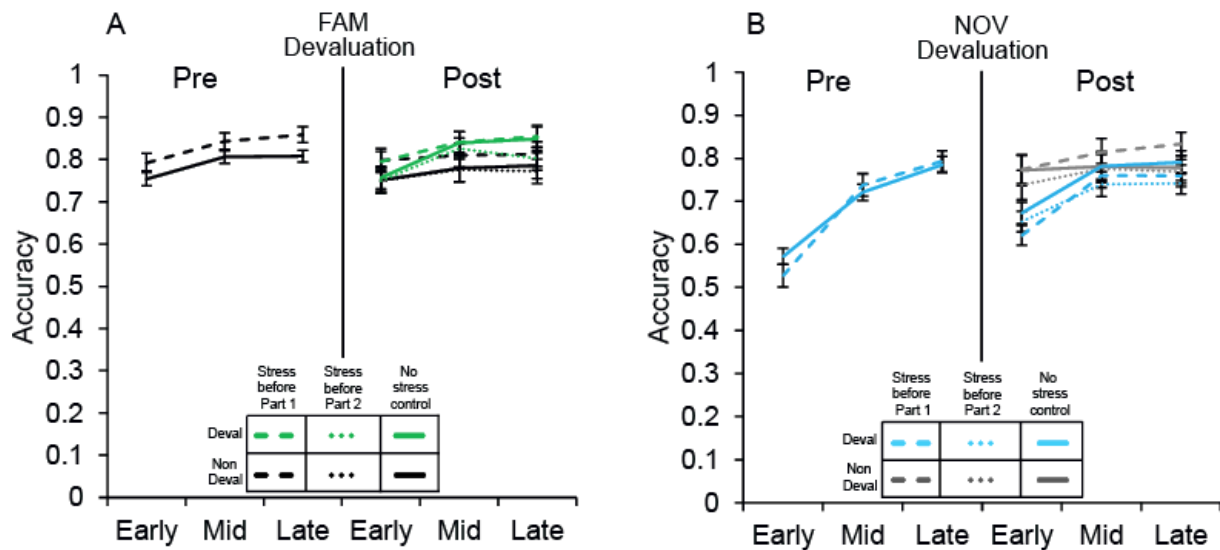 A
FAM
Devaluation
Pre
Post
Accuracy
1
0.9
0.8
0.7
0.6
0.5
0.4
0.3
0.2
0.1
0
Stress
before
Part 1
Stress
before
Part 2
No
stress
control
Deval
Non
Deval
Early Mid Late Early Mid Late
B
NOV
Devaluation
Pre
Post
Accuracy
1
0.9
0.8
0.7
0.6
0.5
0.4
0.3
0.2
0.1
0
Stress
before
Part 1
Stress
before
Part 2
No
stress
control
Deval
Non
Deval
Early Mid Late Early Mid Late